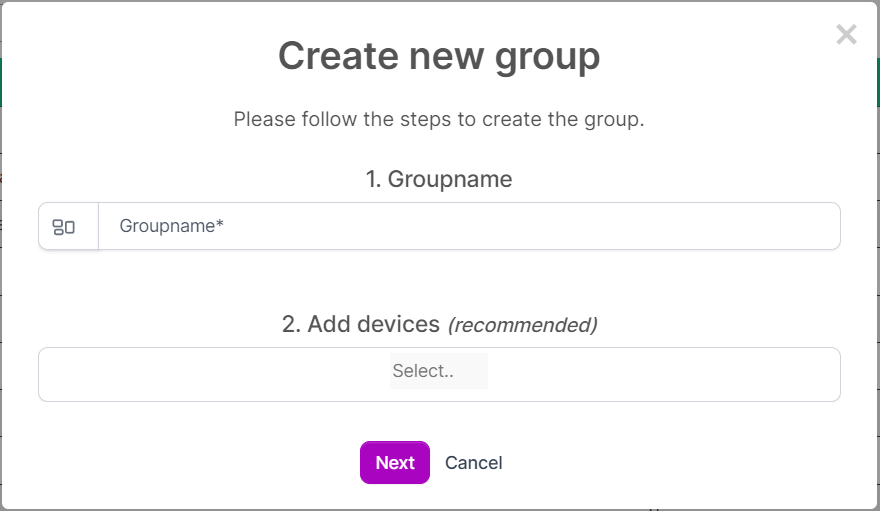 Create new group
Please follow the steps to create the group.
1. Groupname
Groupname*
2. Add devices (recommended)
Select..
Next Cancel